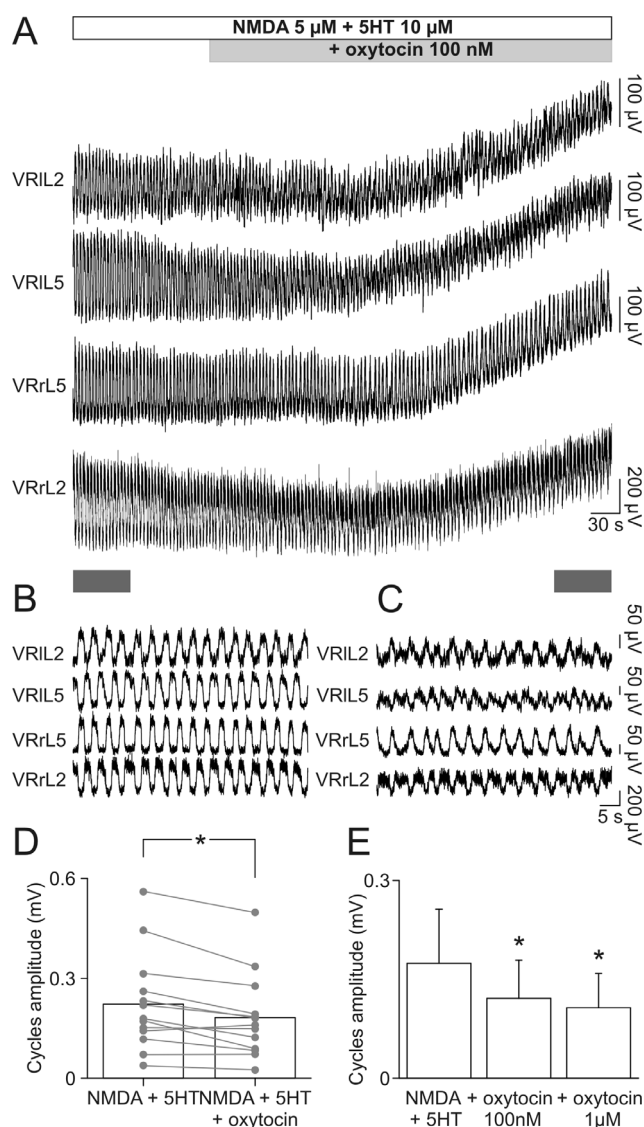 A
NMDA 5 µM + 5HT 10 µM
+ oxytocin 100 nM
100 µV
VRlL2
100 µV
VRlL5
100 µV
VRrL5
200 µV
VRrL2
30 s
B
C
50 µV
VRlL2
VRlL2
50 µV
VRlL5
VRlL5
50 µV
VRrL5
VRrL5
200 µV
VRrL2
VRrL2
5 s
D
E
*
Cycles amplitude (mV)
0.6
0.3
0
NMDA + 5HT
NMDA + 5HT
+ oxytocin
Cycles amplitude (mV)
0.3
0
*
*
NMDA + oxytocin + oxytocin
+ 5HT 100nM 1µM